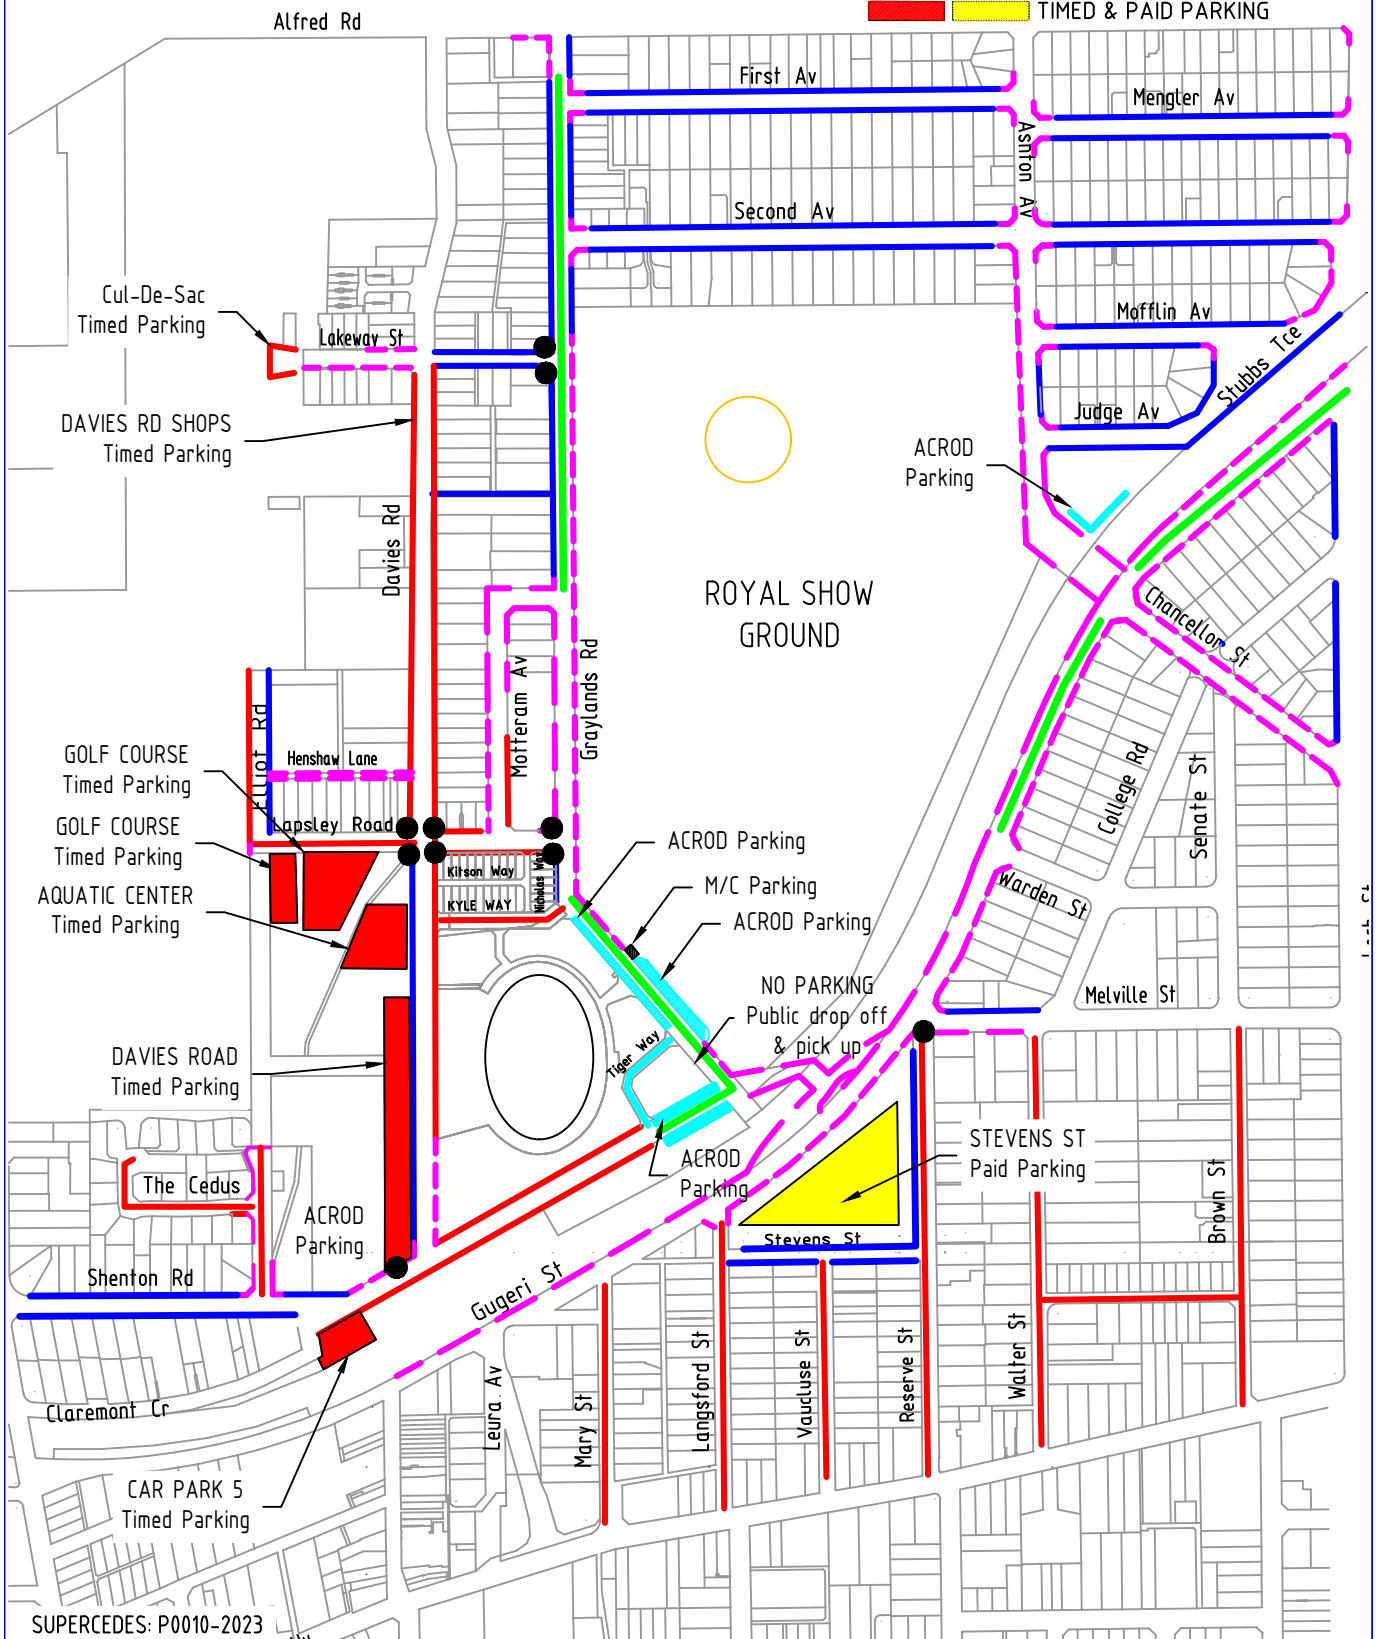 TIMED & PAID PARKING
Alfred Rd
First Av
Mengler Av
Ashton Av
Second Av
Cul-De-Sac
Timed Parking
Lakeway St
Mofflin Av
Stubbs Tce
DAVIES RD SHOPS
Timed Parking
Judge Av
ACROD
Parking
Davies Rd
ROYAL SHOW
GROUND
Chancellor St
Graylands Rd
Motteram Av
Elliot Rd
Henshaw Lane
GOLF COURSE
Timed Parking
College Rd
Senate St
Lapsley Road
GOLF COURSE
Timed Parking
ACROD Parking
Kitson Way
Nicholas Way
KYLE WAY
AQUATIC CENTER
Timed Parking
M/C Parking
ACROD Parking
Warden St
NO PARKING
Public drop off
& pick up
Melville St
Tiger Way
DAVIES ROAD
Timed Parking
STEVENS ST
Paid Parking
ACROD
Parking
The Cedus
Brown St
ACROD
Parking
Stevens St
Shenton Rd
Gugeri St
Walter St
Reserve St
Vaucluse St
Langsford St
Mary St
Leura Av
Claremont Cr
CAR PARK 5
Timed Parking
SUPERCEDES: P0010-2023